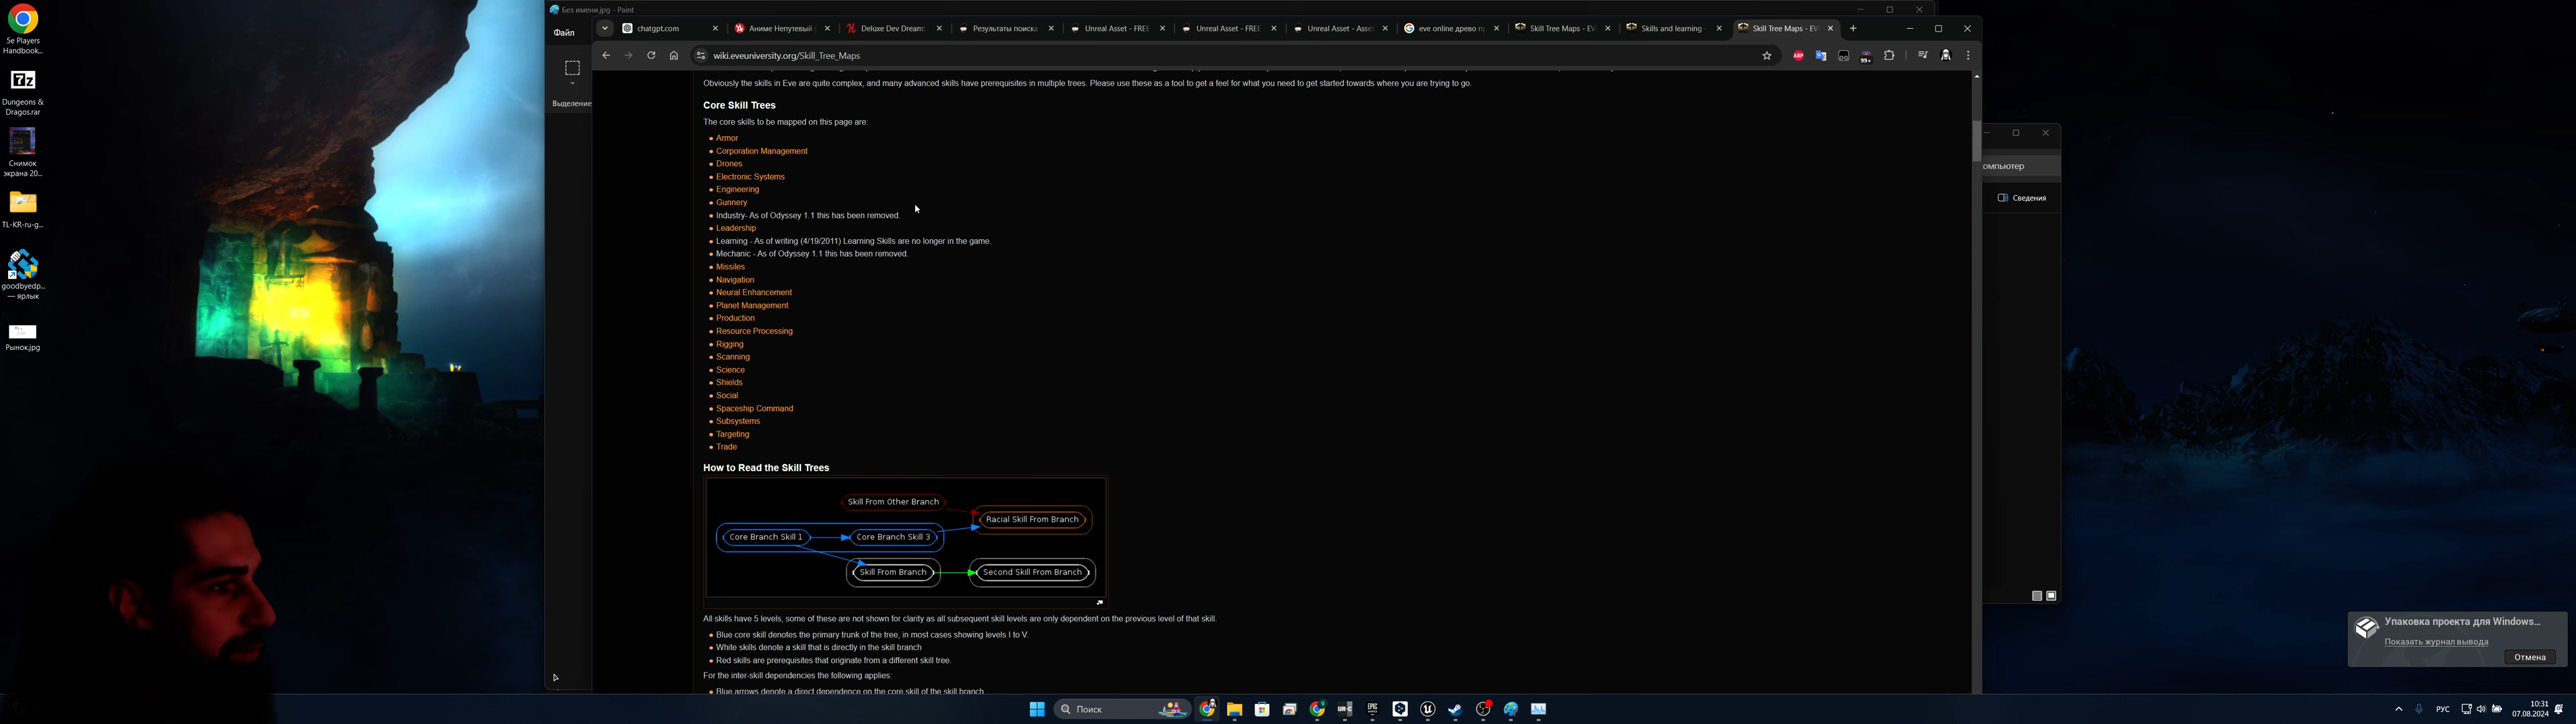 5e Players
Handbook...
Dungeons &
Dragos.rar
Снимок
экрана 20...
TL-KR-ru-g...
goodbyedp...
— ярлык
Рынок.jpg
Без имени.jpg - Paint
Файл
Выделение
chatgpt.com
Аниме Непутевый
Deluxe Dev Dream
Результаты поиска
Unreal Asset - FREE
Unreal Asset - FREE
Unreal Asset - Asse
eve online древо п
Skill Tree Maps - EV
Skills and learning
Skill Tree Maps - EV
wiki.eveuniversity.org/Skill_Tree_Maps
ABP
99+
Obviously the skills in Eve are quite complex, and many advanced skills have prerequisites in multiple trees. Please use these as a tool to get a feel for what you need to get started towards where you are trying to go.
Core Skill Trees
The core skills to be mapped on this page are:
Armor
Corporation Management
Drones
Electronic Systems
Engineering
Gunnery
Industry- As of Odyssey 1.1 this has been removed.
Leadership
Learning - As of writing (4/19/2011) Learning Skills are no longer in the game.
Mechanic - As of Odyssey 1.1 this has been removed.
Missiles
Navigation
Neural Enhancement
Planet Management
Production
Resource Processing
Rigging
Scanning
Science
Shields
Social
Spaceship Command
Subsystems
Targeting
Trade
How to Read the Skill Trees
Skill From Other Branch
Racial Skill From Branch
Core Branch Skill 1
Core Branch Skill 3
Skill From Branch
Second Skill From Branch
All skills have 5 levels, some of these are not shown for clarity as all subsequent skill levels are only dependent on the previous level of that skill.
Blue core skill denotes the primary trunk of the tree, in most cases showing levels I to V.
White skills denote a skill that is directly in the skill branch
Red skills are prerequisites that originate from a different skill tree.
For the inter-skill dependencies the following applies:
Blue arrows denote a direct dependence on the core skill of the skill branch
омпьютер
Сведения
Упаковка проекта для Windows...
Показать журнал вывода
Отмена
Поиск
РУС
10:31
07.08.2024